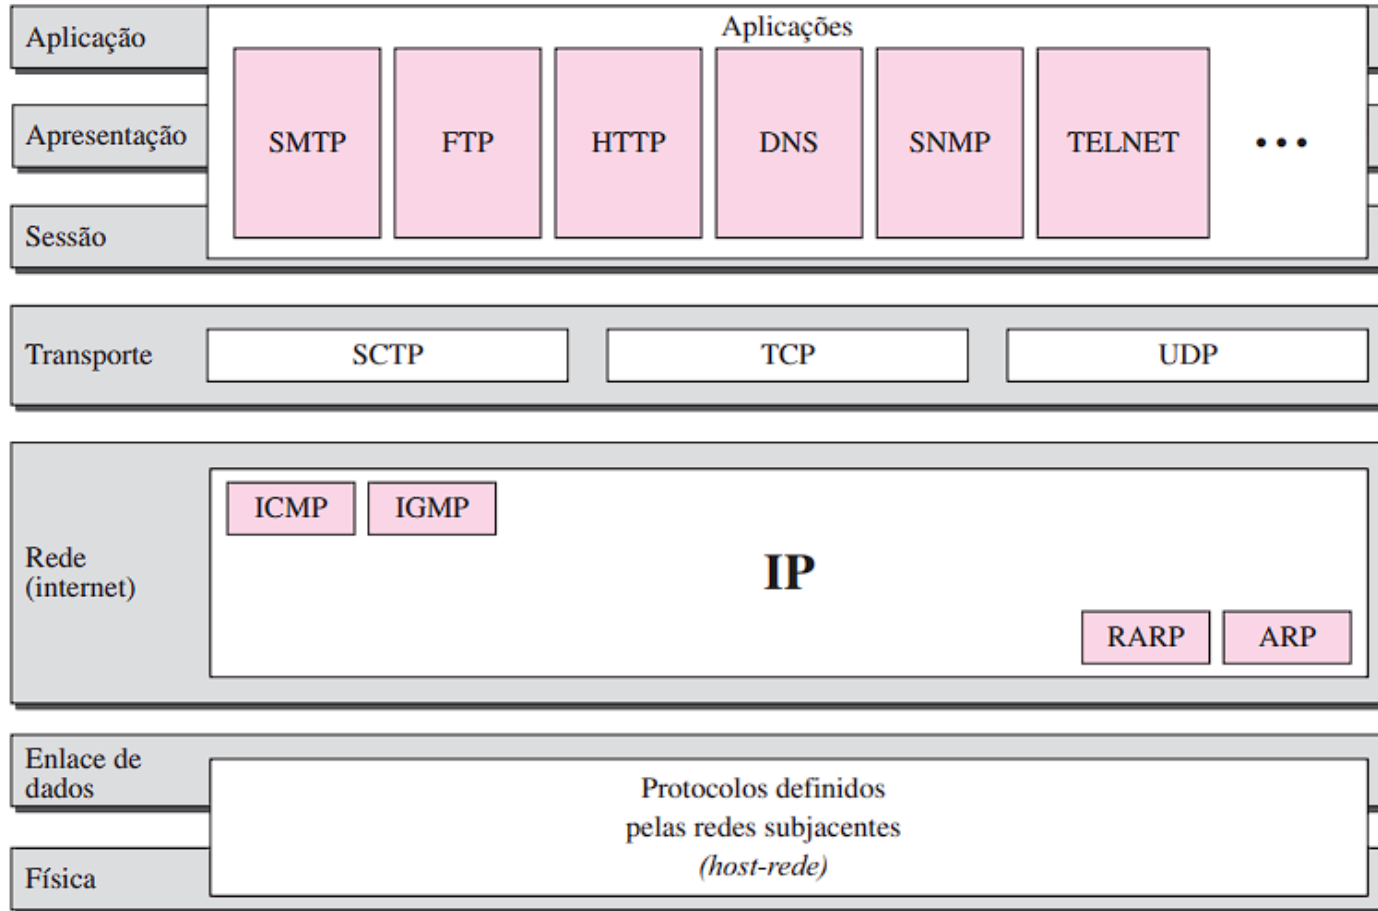 Aplicação
Aplicações
Apresentação
SMTP
FTP
HTTP
DNS
SNMP
TELNET
...
Sessão
Transporte
SCTP
TCP
UDP
Rede
(internet)
ICMP
IGMP
IP
RARP
ARP
Enlace de
dados
Protocolos definidos
pelas redes subjacentes
(host-rede)
Física